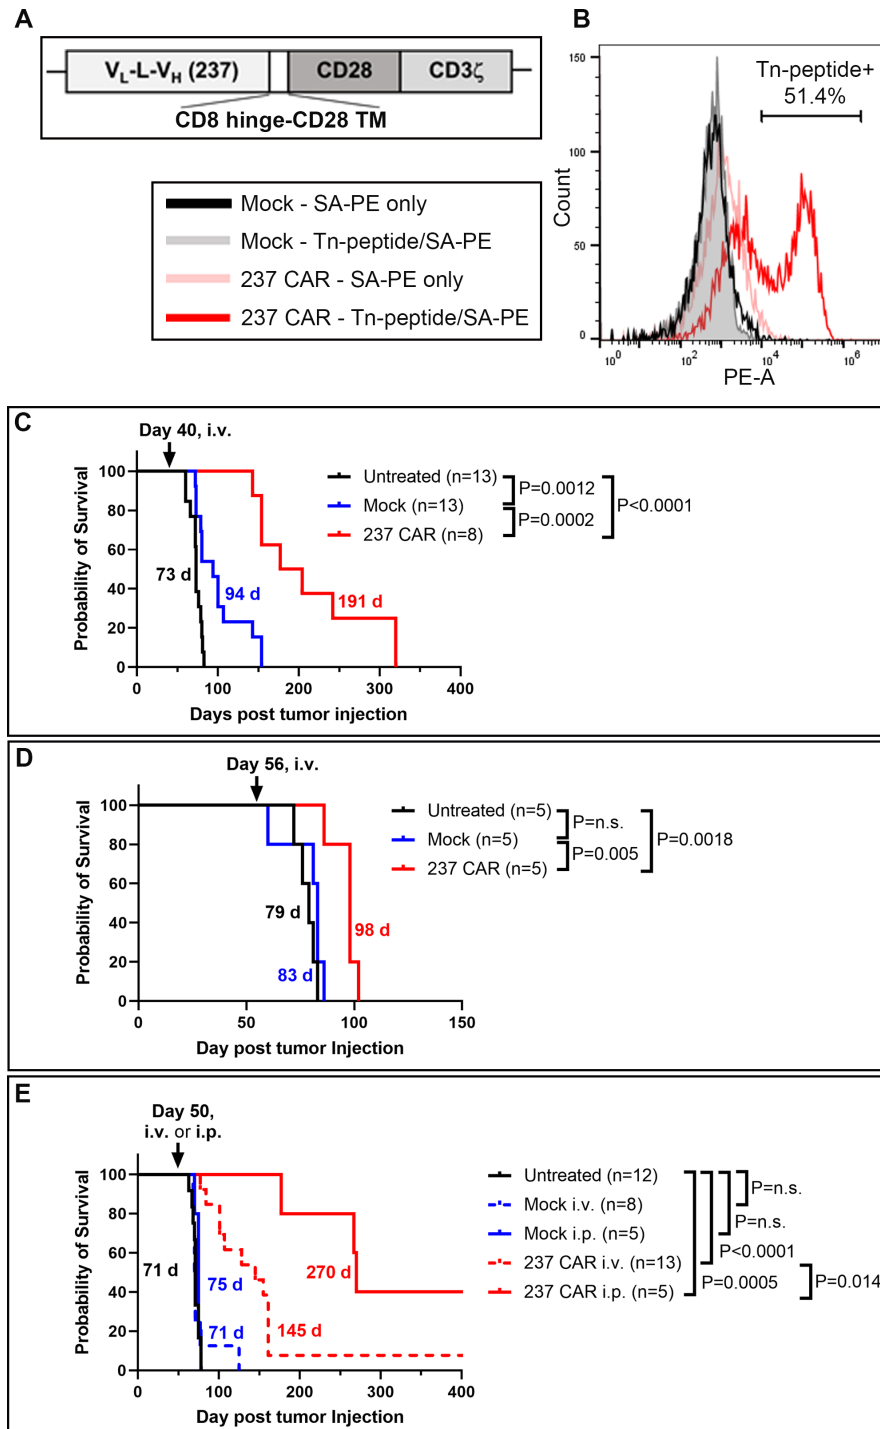 A
V_L-L-V_H (237)
CD28
CD3ζ
CD8 hinge-CD28 TM
Mock - SA-PE only
Mock - Tn-peptide/SA-PE
237 CAR - SA-PE only
237 CAR - Tn-peptide/SA-PE
B
Tn-peptide+
51.4%
150
100
50
0
Count
10^0
10^2
10^4
10^6
PE-A
C
Day 40, i.v.
Probability of Survival
100
80
60
40
20
0
73 d
94 d
191 d
0
100
200
300
400
Days post tumor injection
Untreated (n=13)
Mock (n=13)
237 CAR (n=8)
P=0.0012
P=0.0002
P<0.0001
D
Day 56, i.v.
Probability of Survival
100
80
60
40
20
0
79 d
83 d
98 d
0
50
100
150
Day post tumor Injection
Untreated (n=5)
Mock (n=5)
237 CAR (n=5)
P=n.s.
P=0.005
P=0.0018
E
Day 50,
i.v. or i.p.
Probability of Survival
100
80
60
40
20
0
71 d
75 d
71 d
270 d
145 d
0
100
200
300
400
Day post tumor Injection
Untreated (n=12)
Mock i.v. (n=8)
Mock i.p. (n=5)
237 CAR i.v. (n=13)
237 CAR i.p. (n=5)
P=n.s.
P=n.s.
P<0.0001
P=0.0005
P=0.014